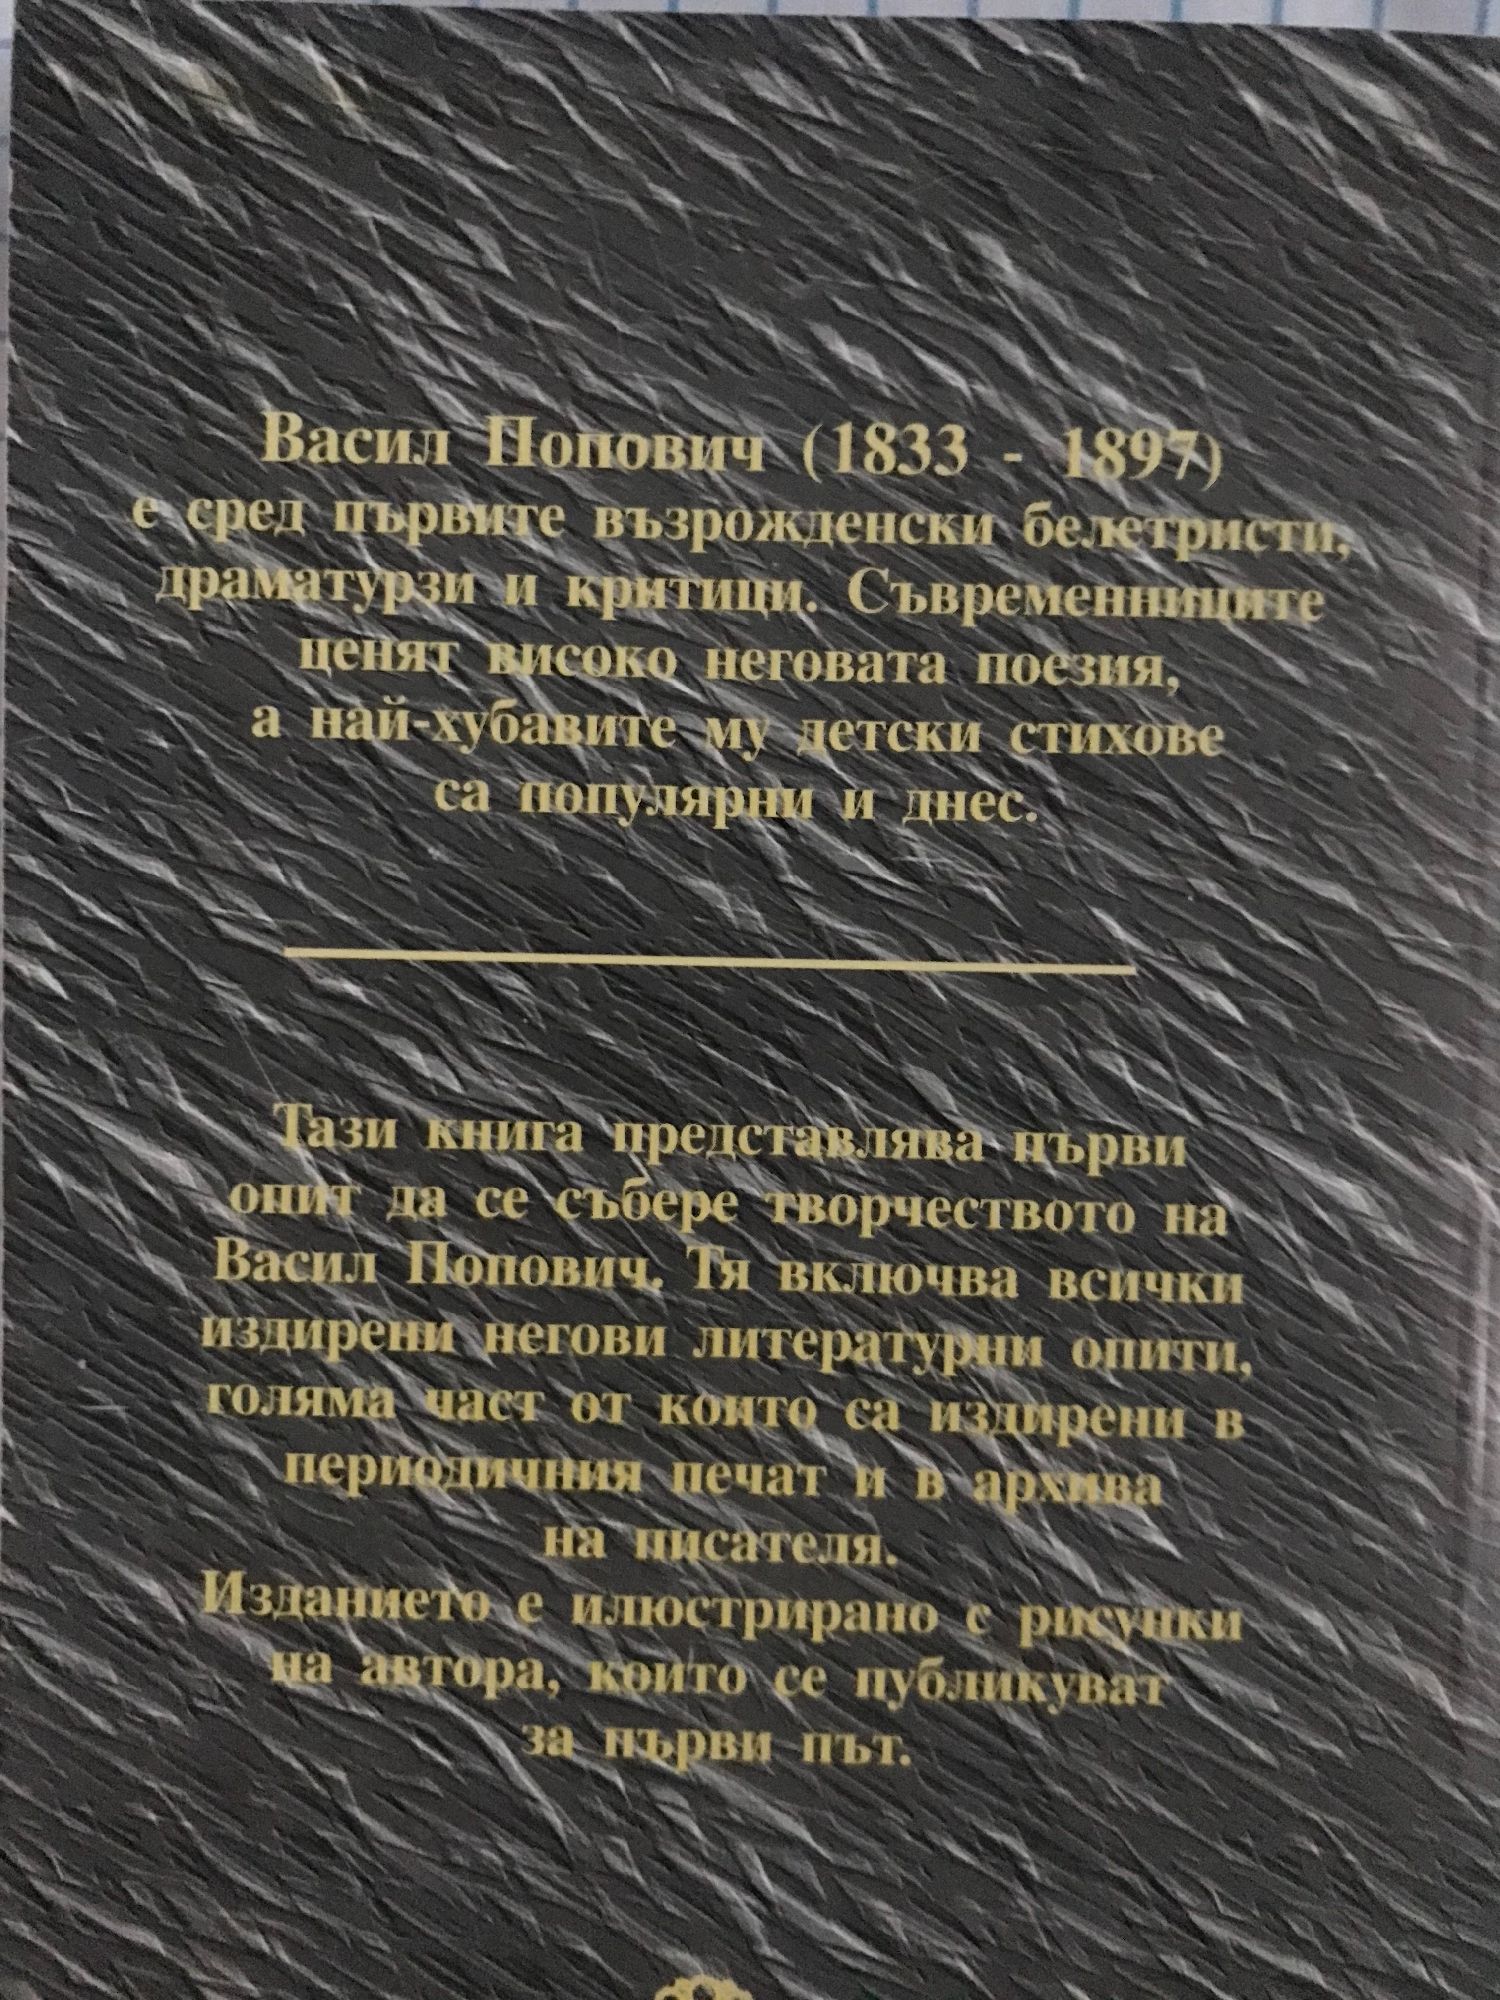 Васил Попович (1833 - 1897)
е сред първите възрожденски белетристи,
драматурзи и критици. Съвременниците
ценят високо неговата поезия,
а най-хубавите му детски стихове
са популярни и днес.
Тази книга представлява първи
опит да се събере творчеството на
Васил Попович. Тя включва всички
издирени негови литературни опити,
голяма част от които са издирени в
периодичния печат и в архива
на писателя.
Изданието е илюстрирано с рисунки
на автора, които се публикуват
за първи път.